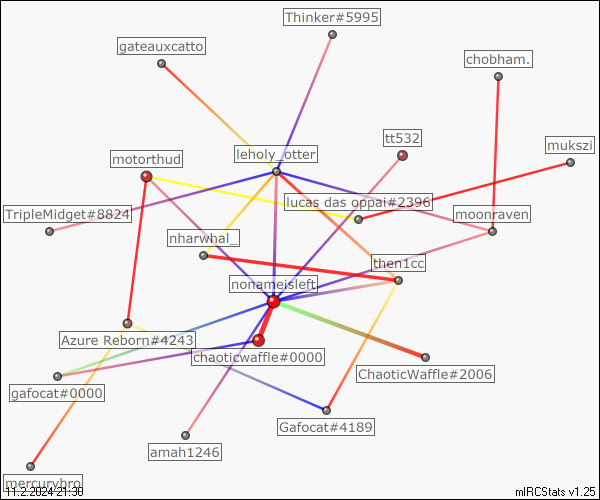 Thinker#5995
gateauxcatto
chobham.
tt532
mukszi
leholy_otter
motorthud
lucas das oppai#2396
TripleMidget#8824
moonraven
nharwhal_
then1cc
nonameisleft
Azure Reborn#4243
chaoticwaffle#0000
ChaoticWaffle#2006
gafocat#0000
Gafocat#4189
amah1246
mercurybro
11.2.2024 21:30
mIRCStats v1.25